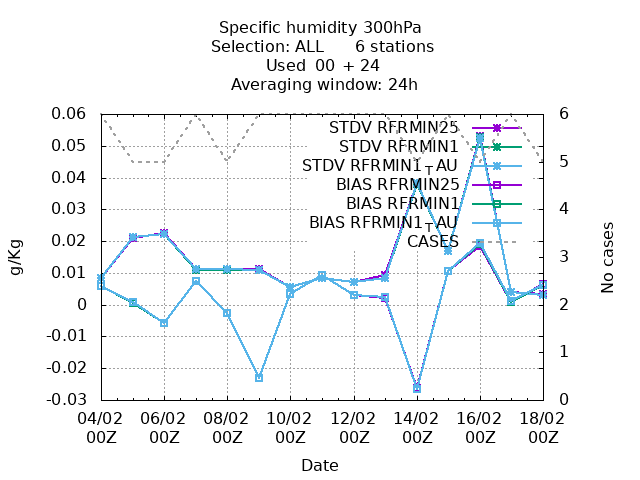 Specific humidity 300hPa
Selection: ALL 6 stations
Used 00 + 24
Averaging window: 24h
0.06 6
STDV RFRMIN25
0.05 STDV RFRMIN1 5
STDV RFRMIN1TAU
0.04 BIAS RFRMIN25
0.03 BIAS RFRMIN1 4
BIAS RFRMIN1TAU
0.02 CASES 3
0.01
0 2
-0.01
-0.02 1
-0.03 0
g/Kg
No cases
04/02 06/02 08/02 10/02 12/02 14/02 16/02 18/02
00Z 00Z 00Z 00Z 00Z 00Z 00Z 00Z
Date